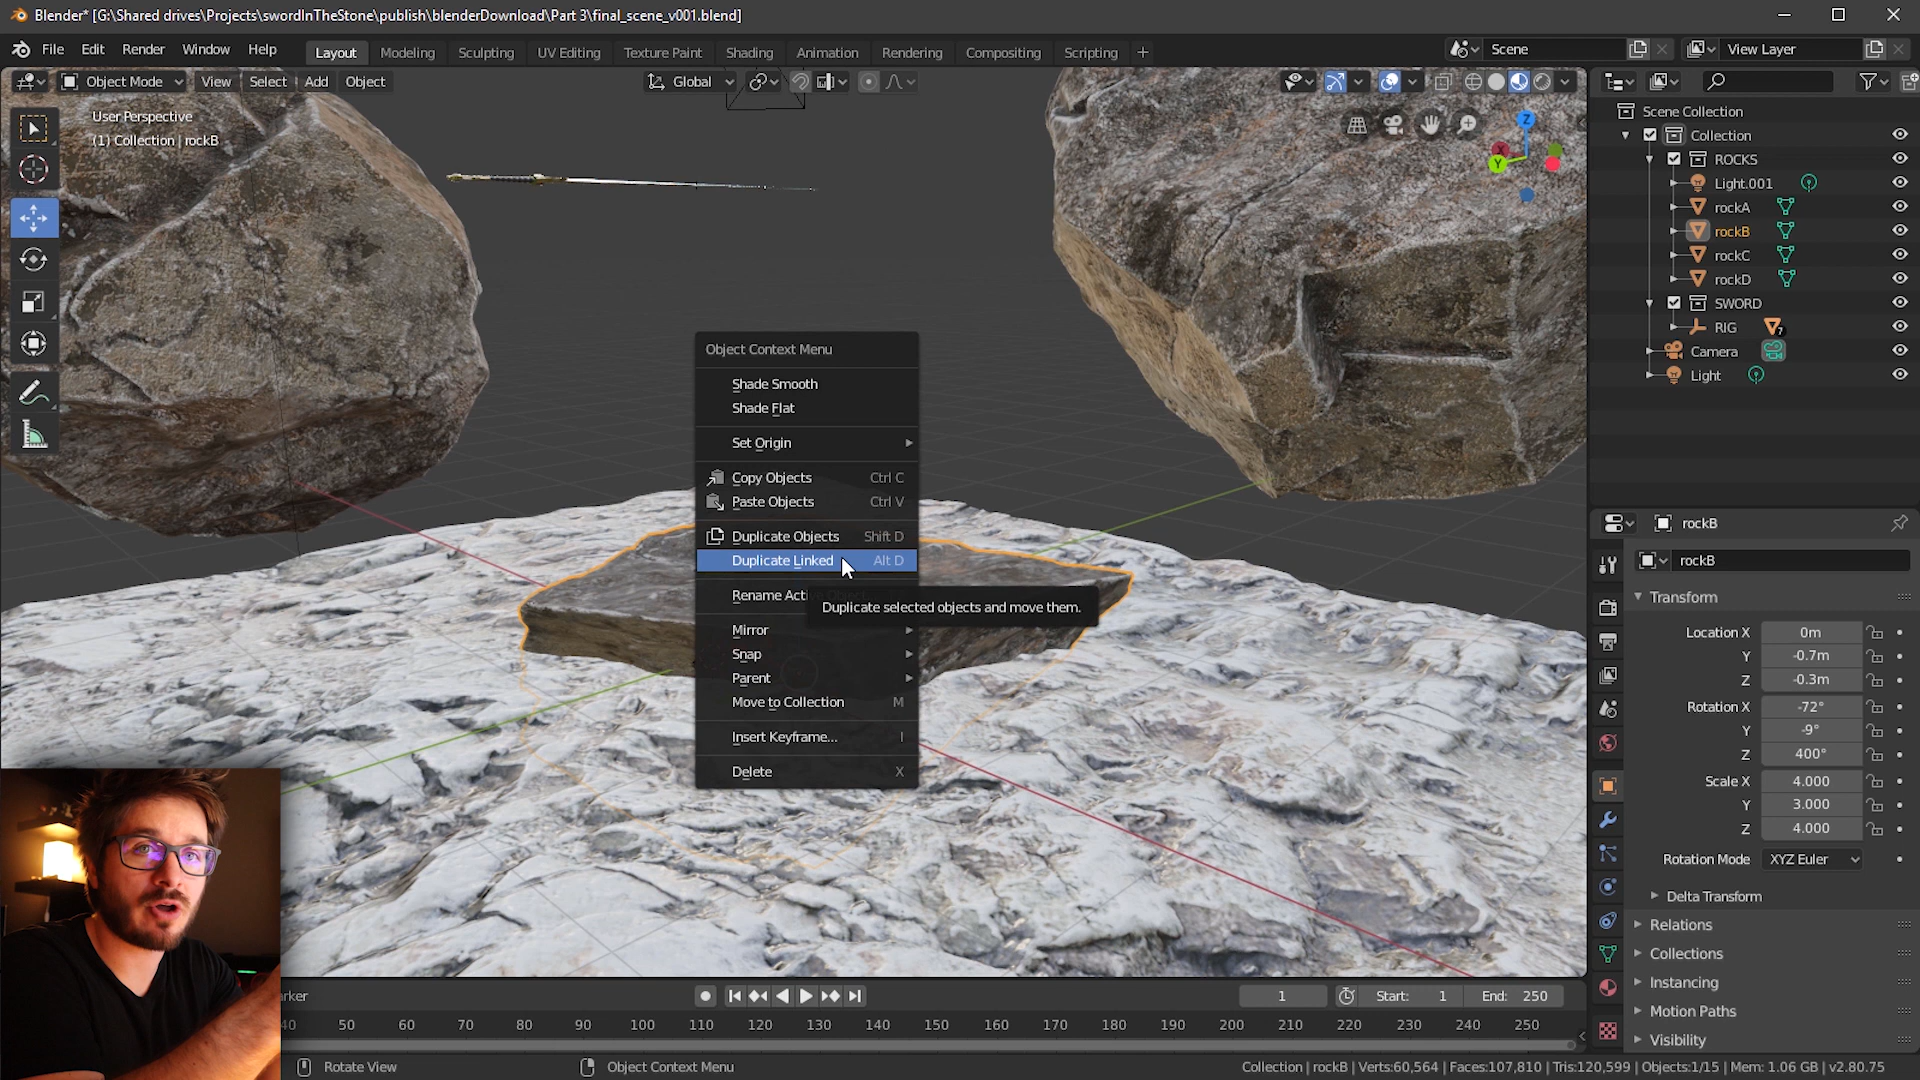 Blender* [G:\Shared drives\Projects\swordInTheStone\publish\blenderDownload\Part 3\final_scene_v001.blend]
File Edit Render Window Help Layout Modeling Sculpting UV Editing Texture Paint Shading Animation Rendering Compositing Scripting + Scene View Layer
Object Mode View Select Add Object Global
User Perspective
(1) Collection | rockB
Z
X
Y
Scene Collection
Collection
ROCKS
Light.001
rockA
rockB
rockC
rockD
SWORD
RIG 7
Camera
Light
Object Context Menu
Shade Smooth
Shade Flat
Set Origin
Copy Objects Ctrl C
Paste Objects Ctrl V
Duplicate Objects Shift D
Duplicate Linked Alt D
Rename Acti
Duplicate selected objects and move them.
Mirror
Snap
Parent
Move to Collection M
Insert Keyframe... I
Delete X
rockB
rockB
Transform
Location X 0m
Y -0.7m
Z -0.3m
Rotation X -72°
Y -9°
Z 400°
Scale X 4.000
Y 3.000
Z 4.000
Rotation Mode XYZ Euler
Delta Transform
Relations
Collections
Instancing
Motion Paths
Visibility
arker 1 Start: 1 End: 250
40 50 60 70 80 90 100 110 120 130 140 150 160 170 180 190 200 210 220 230 240 250
Rotate View Object Context Menu Collection | rockB | Verts:60,564 | Faces:107,810 | Tris:120,599 | Objects:1/15 | Mem: 1.06 GB | v2.80.75